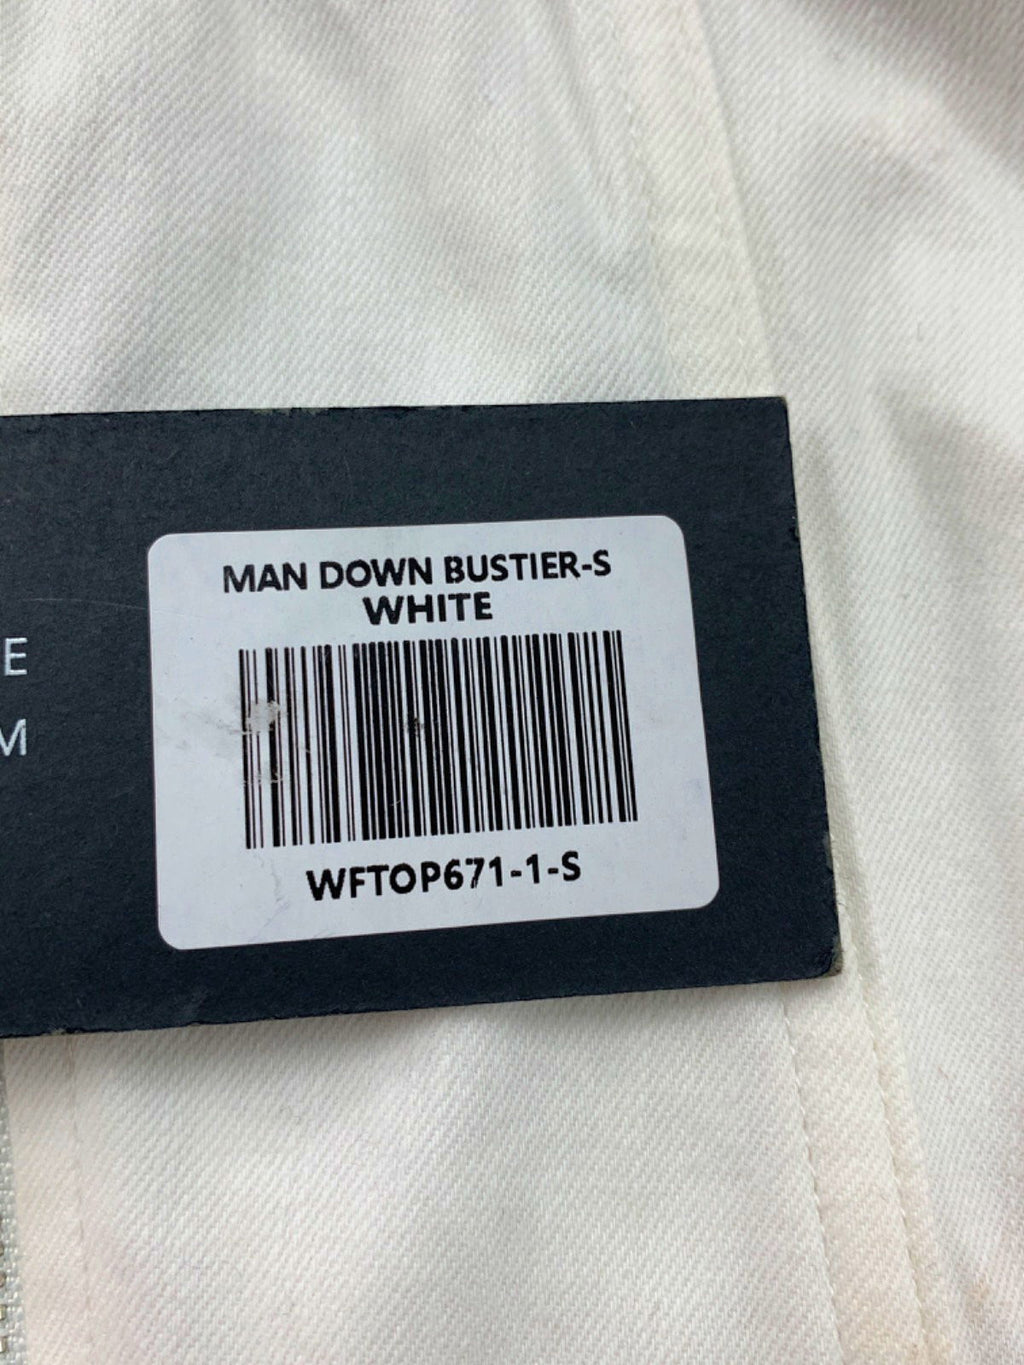 MAN DOWN BUSTIER-S
WHITE
E
M
WFTOP671-1-S